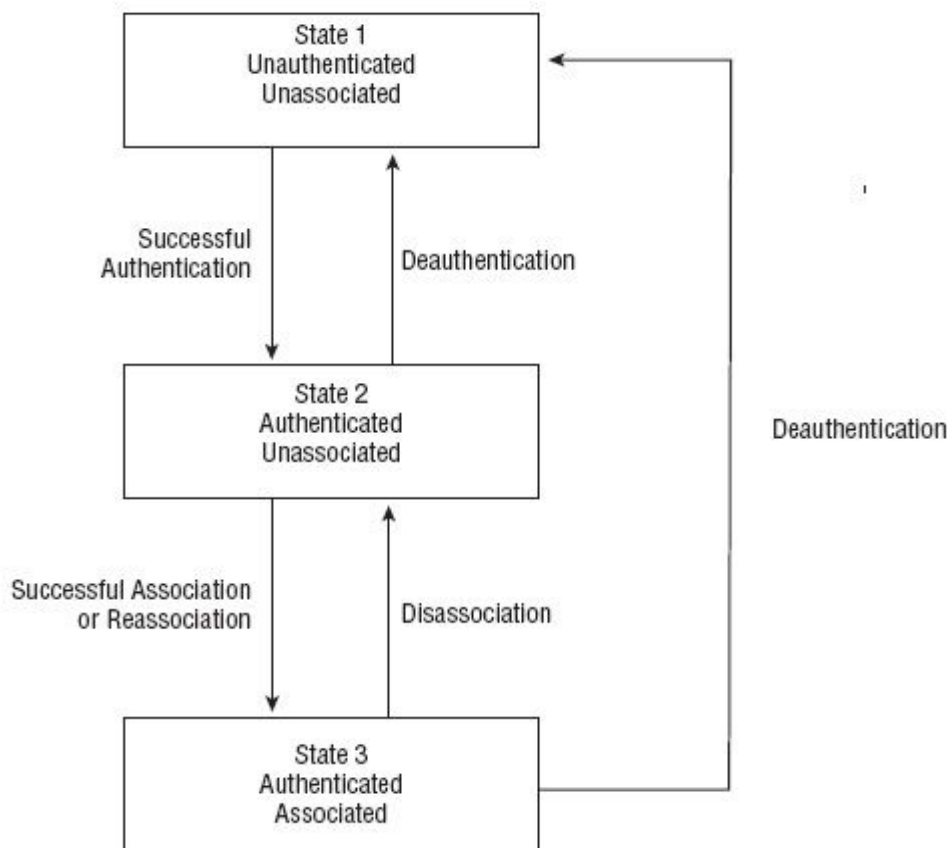 State 1
Unauthenticated
Unassociated
Successful
Authentication
Deauthentication
State 2
Authenticated
Unassociated
Deauthentication
Successful Association
or Reassociation
Disassociation
State 3
Authenticated
Associated